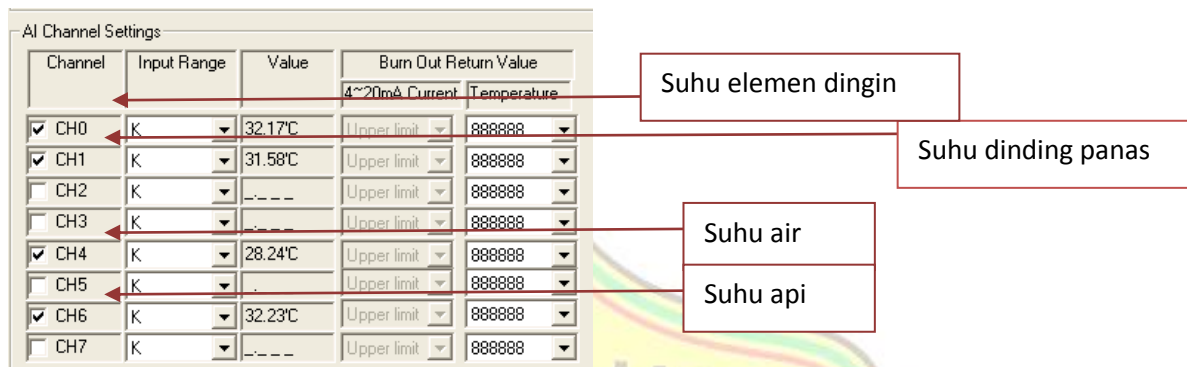 AI Channel Settings
Channel Input Range Value Burn Out Return Value
4~20mA Current Temperature
CH0 K 32.17'C Upper limit 888888
CH1 K 31.58'C Upper limit 888888
CH2 K _._ _ _ Upper limit 888888
CH3 K _._ _ _ Upper limit 888888
CH4 K 28.24'C Upper limit 888888
CH5 K . Upper limit 888888
CH6 K 32.23'C Upper limit 888888
CH7 K _._ _ _ Upper limit 888888
Suhu elemen dingin
Suhu dinding panas
Suhu air
Suhu api